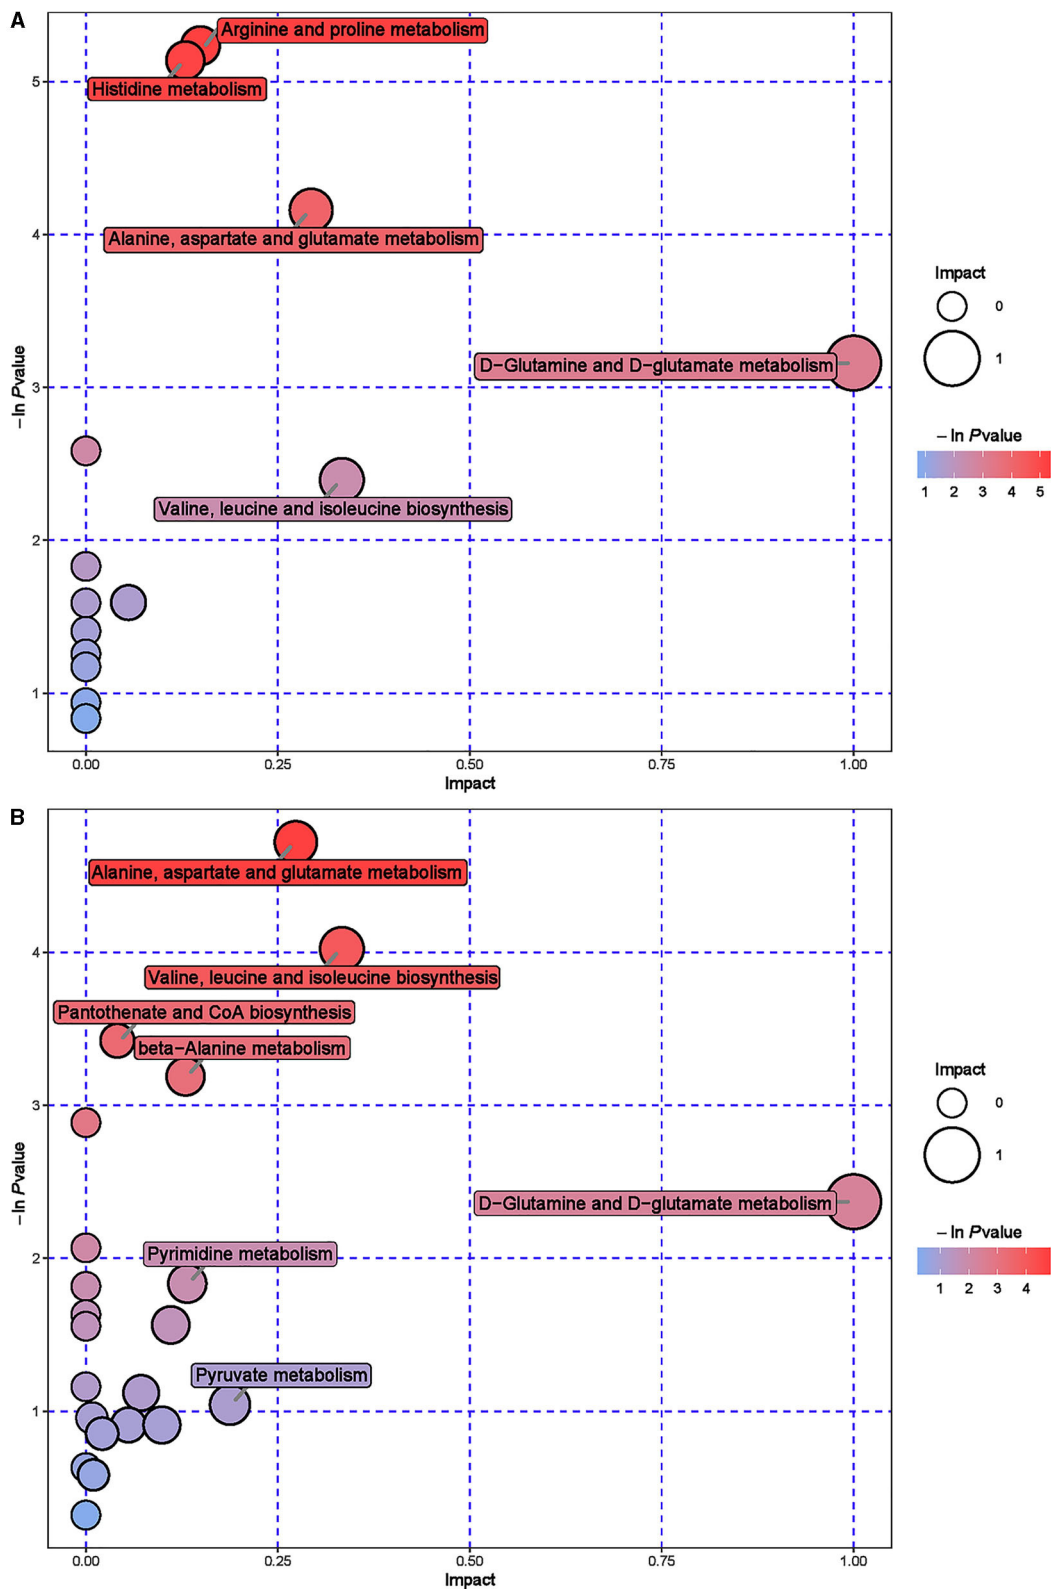 A
Arginine and proline metabolism
Histidine metabolism
Alanine, aspartate and glutamate metabolism
D−Glutamine and D−glutamate metabolism
Valine, leucine and isoleucine biosynthesis
5
4
3
2
1
− ln Pvalue
0.00 0.25 0.50 0.75 1.00
Impact
Impact
0
1
− ln Pvalue
1 2 3 4 5
B
Alanine, aspartate and glutamate metabolism
Valine, leucine and isoleucine biosynthesis
Pantothenate and CoA biosynthesis
beta−Alanine metabolism
D−Glutamine and D−glutamate metabolism
Pyrimidine metabolism
Pyruvate metabolism
4
3
2
1
− ln Pvalue
0.00 0.25 0.50 0.75 1.00
Impact
Impact
0
1
− ln Pvalue
1 2 3 4